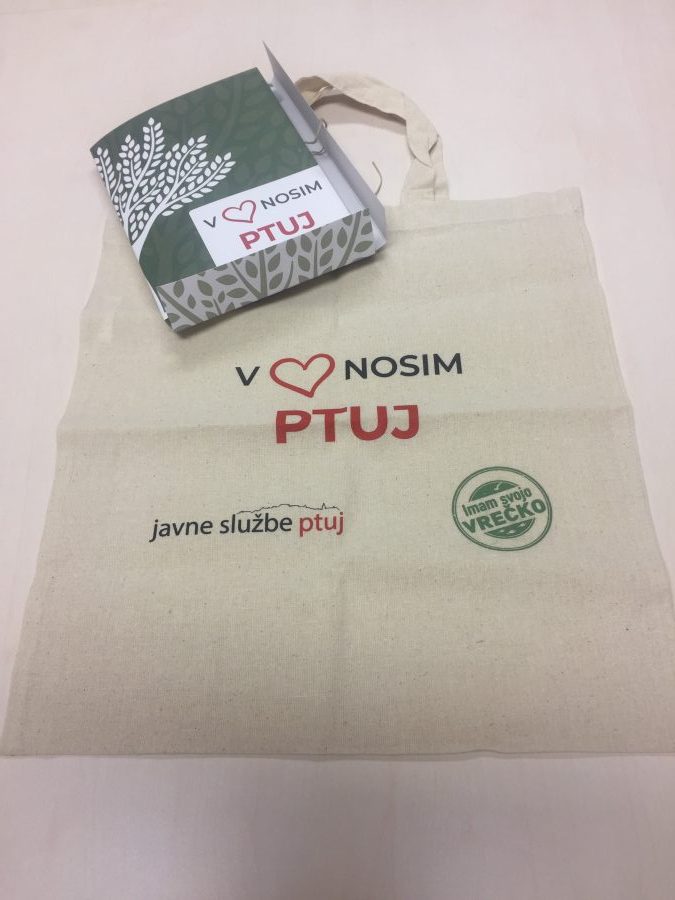 V NOSIM
PTUJ
V NOSIM
PTUJ
javne službe ptuj
Imam svojo
VREČKO